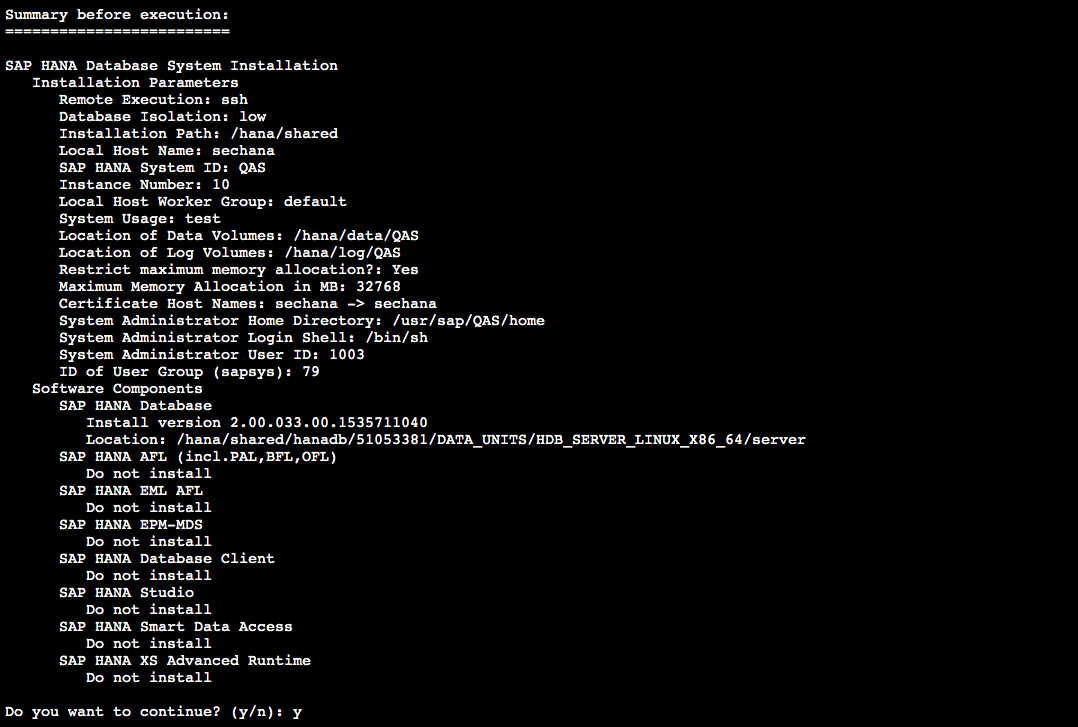 Summary before execution:
=========================
SAP HANA Database System Installation
Installation Parameters
Remote Execution: ssh
Database Isolation: low
Installation Path: /hana/shared
Local Host Name: sechana
SAP HANA System ID: QAS
Instance Number: 10
Local Host Worker Group: default
System Usage: test
Location of Data Volumes: /hana/data/QAS
Location of Log Volumes: /hana/log/QAS
Restrict maximum memory allocation?: Yes
Maximum Memory Allocation in MB: 32768
Certificate Host Names: sechana -> sechana
System Administrator Home Directory: /usr/sap/QAS/home
System Administrator Login Shell: /bin/sh
System Administrator User ID: 1003
ID of User Group (sapsys): 79
Software Components
SAP HANA Database
Install version 2.00.033.00.1535711040
Location: /hana/shared/hanadb/51053381/DATA_UNITS/HDB_SERVER_LINUX_X86_64/server
SAP HANA AFL (incl.PAL,BFL,OFL)
Do not install
SAP HANA EML AFL
Do not install
SAP HANA EPM-MDS
Do not install
SAP HANA Database Client
Do not install
SAP HANA Studio
Do not install
SAP HANA Smart Data Access
Do not install
SAP HANA XS Advanced Runtime
Do not install
Do you want to continue? (y/n): y